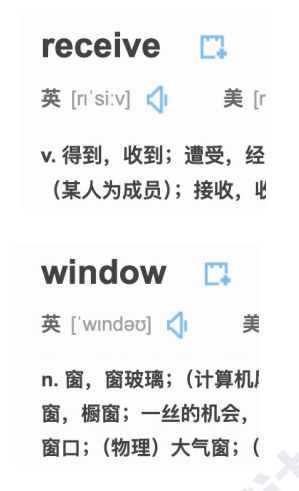 receive
英 [rɪˈsiːv] 美 [r
v. 得到，收到；遭受，经
（某人为成员）；接收，收
window
英 [ˈwɪndəʊ] 美
n. 窗，窗玻璃；（计算机屏
窗，橱窗；一丝的机会，
窗口；（物理）大气窗；（